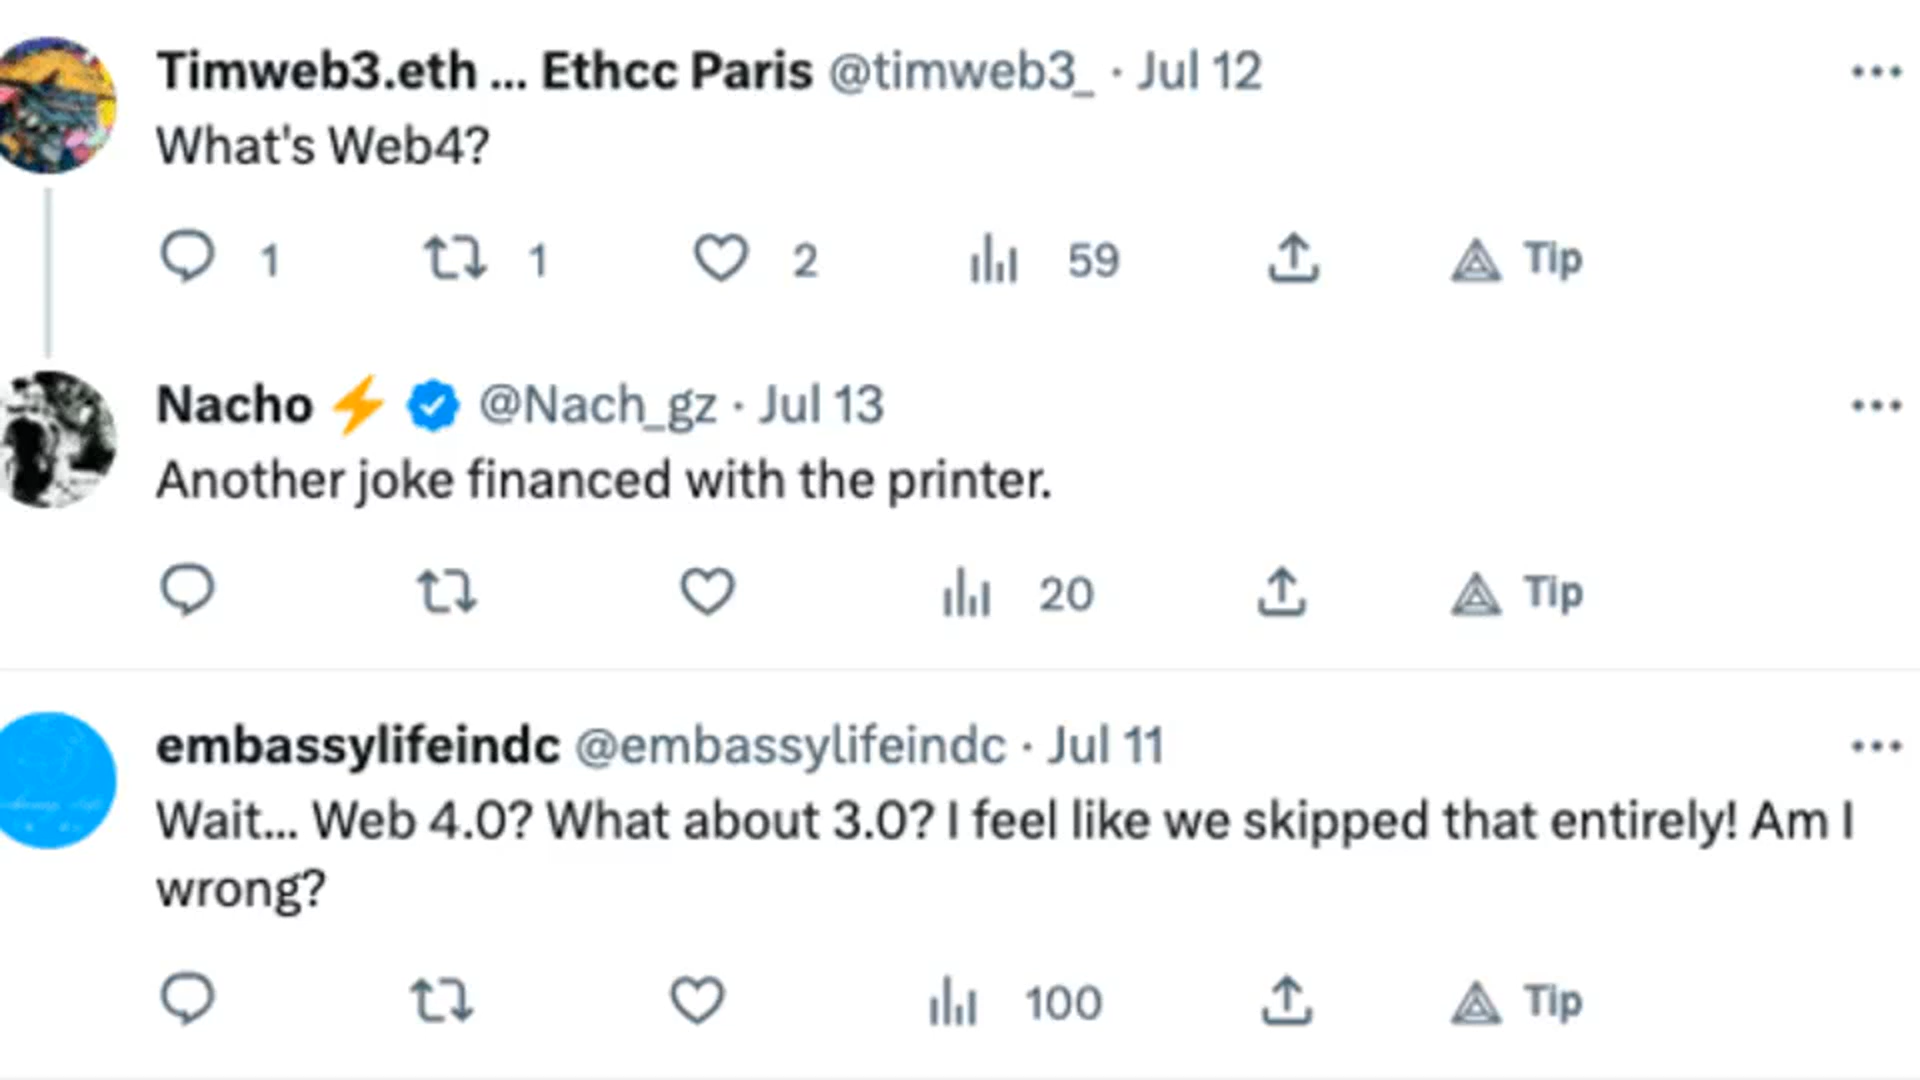 Timweb3.eth ... Ethcc Paris @timweb3_ · Jul 12
What's Web4?
1 1 2 59 Tip
Nacho ⚡ @Nach_gz · Jul 13
Another joke financed with the printer.
20 Tip
embassylifeindc @embassylifeindc · Jul 11
Wait... Web 4.0? What about 3.0? I feel like we skipped that entirely! Am I
wrong?
100 Tip